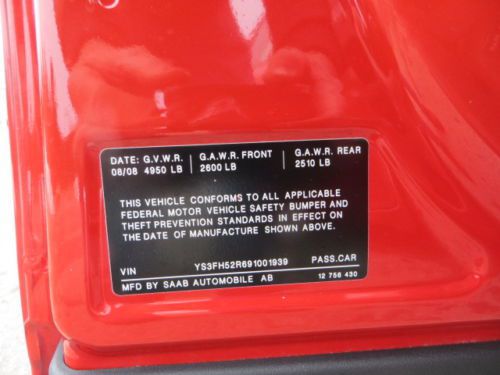 DATE: G.V.W.R. G.A.W.R. FRONT G.A.W.R. REAR
08/08 4950 LB 2600 LB 2510 LB
THIS VEHICLE CONFORMS TO ALL APPLICABLE
FEDERAL MOTOR VEHICLE SAFETY BUMPER AND
THEFT PREVENTION STANDARDS IN EFFECT ON
THE DATE OF MANUFACTURE SHOWN ABOVE.
VIN YS3FH52R691001939 PASS.CAR
MFD BY SAAB AUTOMOBILE AB 12 756 430